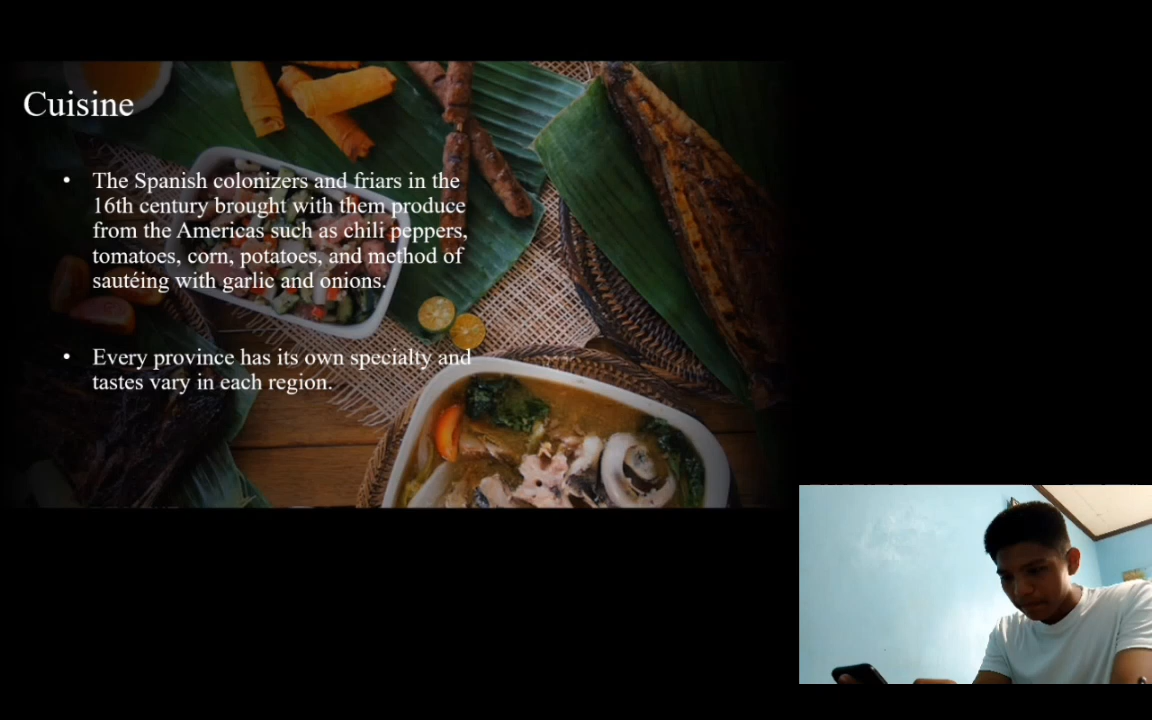 Cuisine
• The Spanish colonizers and friars in the
16th century brought with them produce
from the Americas such as chili peppers,
tomatoes, corn, potatoes, and method of
sautéing with garlic and onions.
• Every province has its own specialty and
tastes vary in each region.